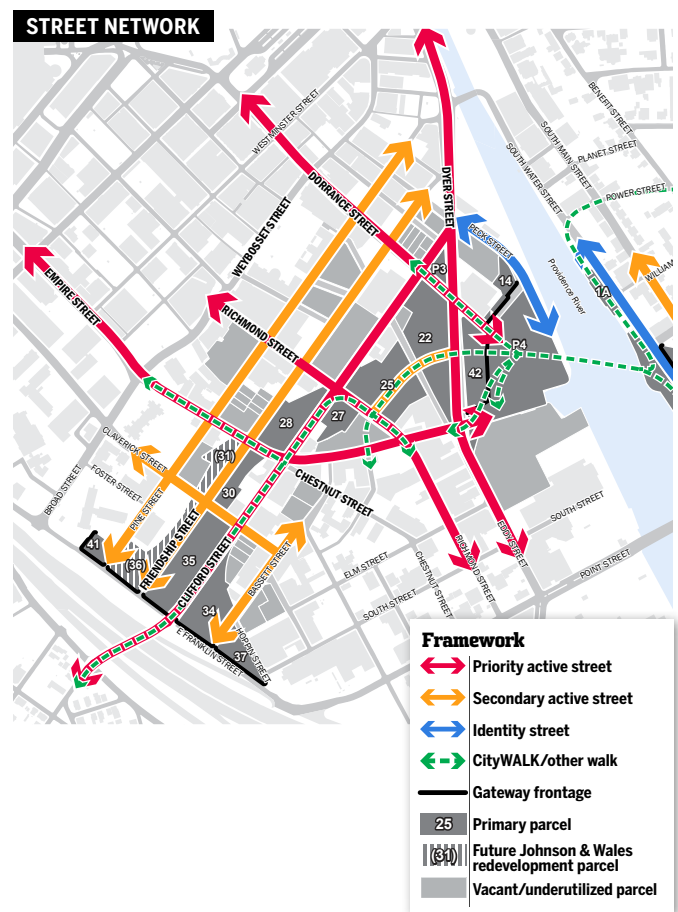 STREET NETWORK
BENEFIT STREET
WESTMINSTER STREET
SOUTH MAIN STREET
PLANET STREET
SOUTH WATER STREET
DYER STREET
DORRANCE STREET
POWER STREET
WEYBOSSET STREET
PECK STREET
Providence River
WILLIAM
P3
14
1A
EMPIRE STREET
RICHMOND STREET
22
P4
25
42
28
27
CLAVERICK STREET
(31)
FOSTER STREET
CHESTNUT STREET
30
BROAD STREET
PINE STREET
SOUTH STREET
FRIENDSHIP STREET
CLIFFORD STREET
EDDY STREET
41
(36)
35
BASSETT STREET
ELM STREET
CHESTNUT STREET
RICHMOND STREET
POINT STREET
SOUTH STREET
34
HOPPIN STREET
E FRANKLIN STREET
37
Framework
Priority active street
Secondary active street
Identity street
CityWALK/other walk
Gateway frontage
25 Primary parcel
(31) Future Johnson & Wales
redevelopment parcel
Vacant/underutilized parcel